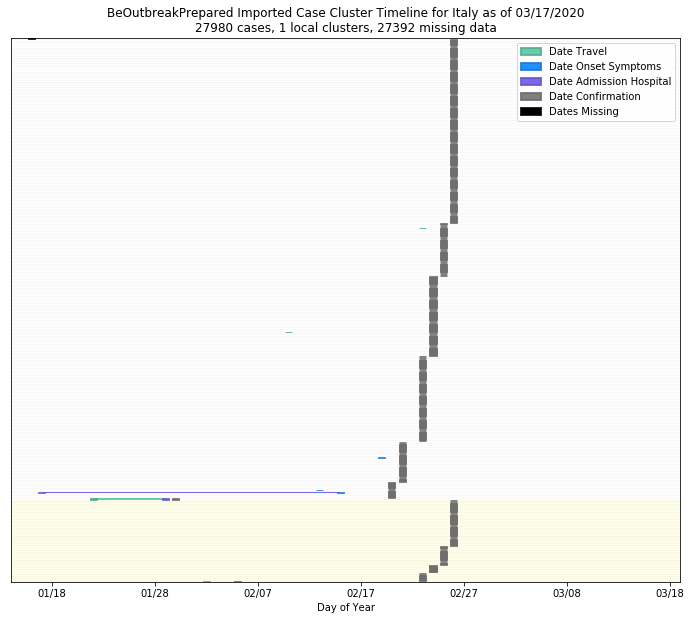 BeOutbreakPrepared Imported Case Cluster Timeline for Italy as of 03/17/2020
27980 cases, 1 local clusters, 27392 missing data
Date Travel
Date Onset Symptoms
Date Admission Hospital
Date Confirmation
Dates Missing
01/18 01/28 02/07 02/17 02/27 03/08 03/18
Day of Year